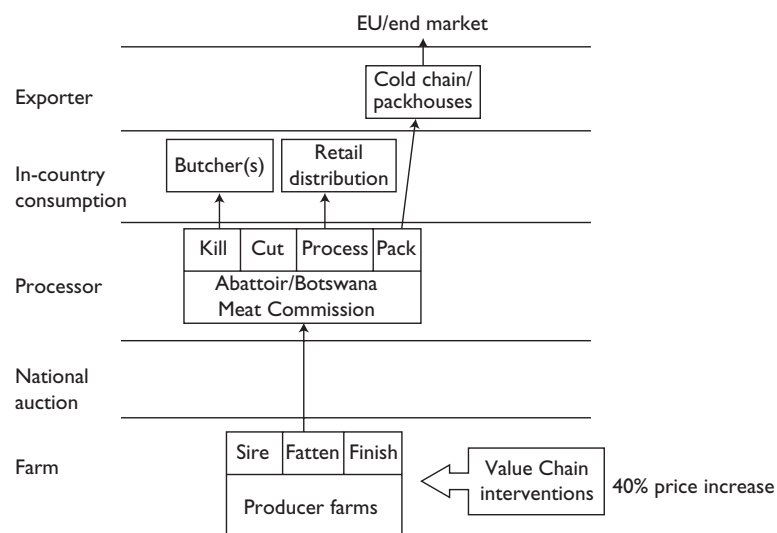 EU/end market
Exporter
Cold chain/
packhouses
In-country
consumption
Butcher(s)
Retail
distribution
Processor
Kill
Cut
Process
Pack
Abattoir/Botswana
Meat Commission
National
auction
Farm
Sire
Fatten
Finish
Producer farms
Value Chain
interventions
40% price increase